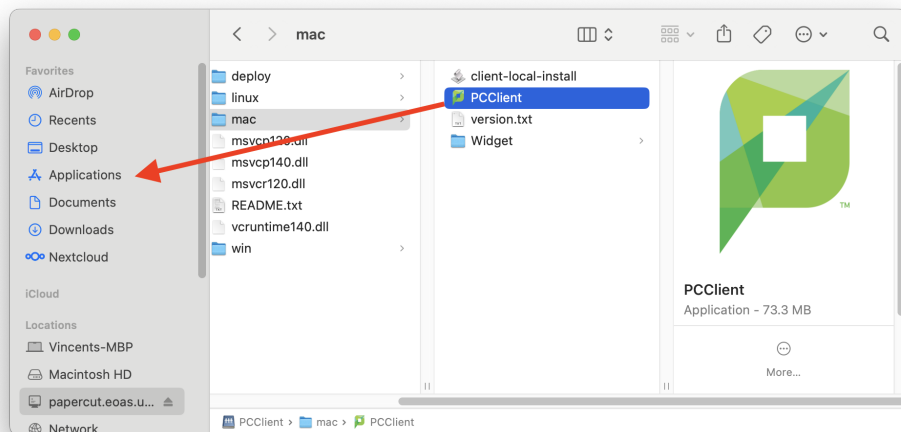 mac
Favorites
AirDrop
Recents
Desktop
Applications
Documents
Downloads
Nextcloud
iCloud
Locations
Vincents-MBP
Macintosh HD
papercut.eoas.u...
Network
deploy
linux
mac
msvcp120.dll
msvcp140.dll
msvcr120.dll
README.txt
vcruntime140.dll
win
client-local-install
PCClient
version.txt
Widget
TM
PCClient
Application - 73.3 MB
More...
PCClient › mac › PCClient